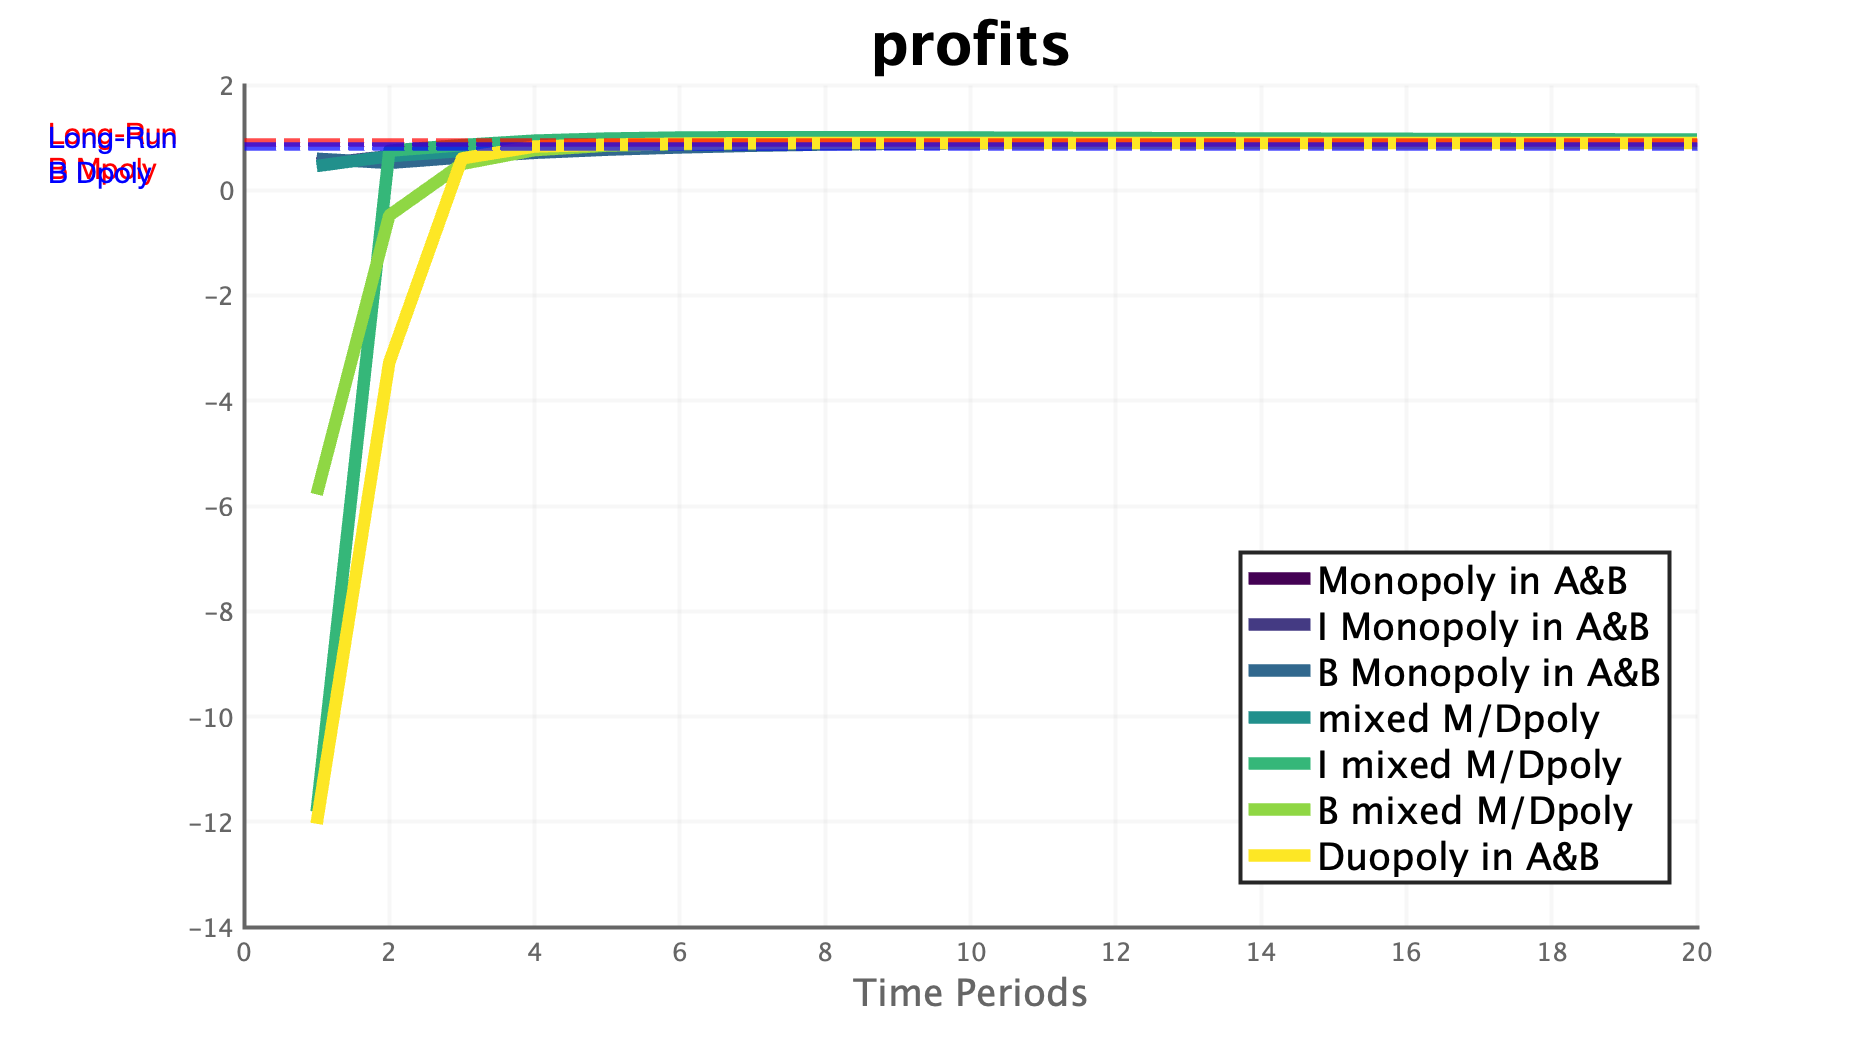 profits
2
0
−2
−4
−6
−8
−10
−12
−14
Long-Run
B Mpoly
Long-Run
B Dpoly
0 2 4 6 8 10 12 14 16 18 20
Time Periods
Monopoly in A&B
I Monopoly in A&B
B Monopoly in A&B
mixed M/Dpoly
I mixed M/Dpoly
B mixed M/Dpoly
Duopoly in A&B